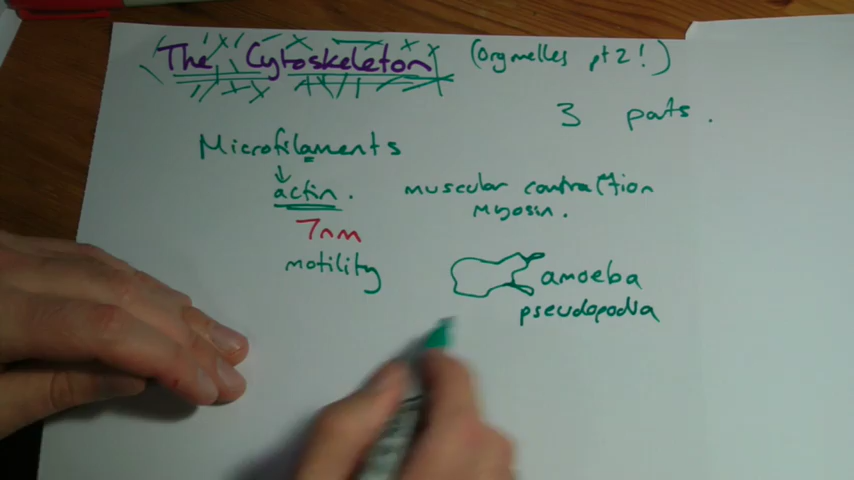 The Cytoskeleton (Organelles pt 2!)
3 parts.
Microfilaments
actin. muscular contraction
myosin.
7nm
motility
amoeba
pseudopodia